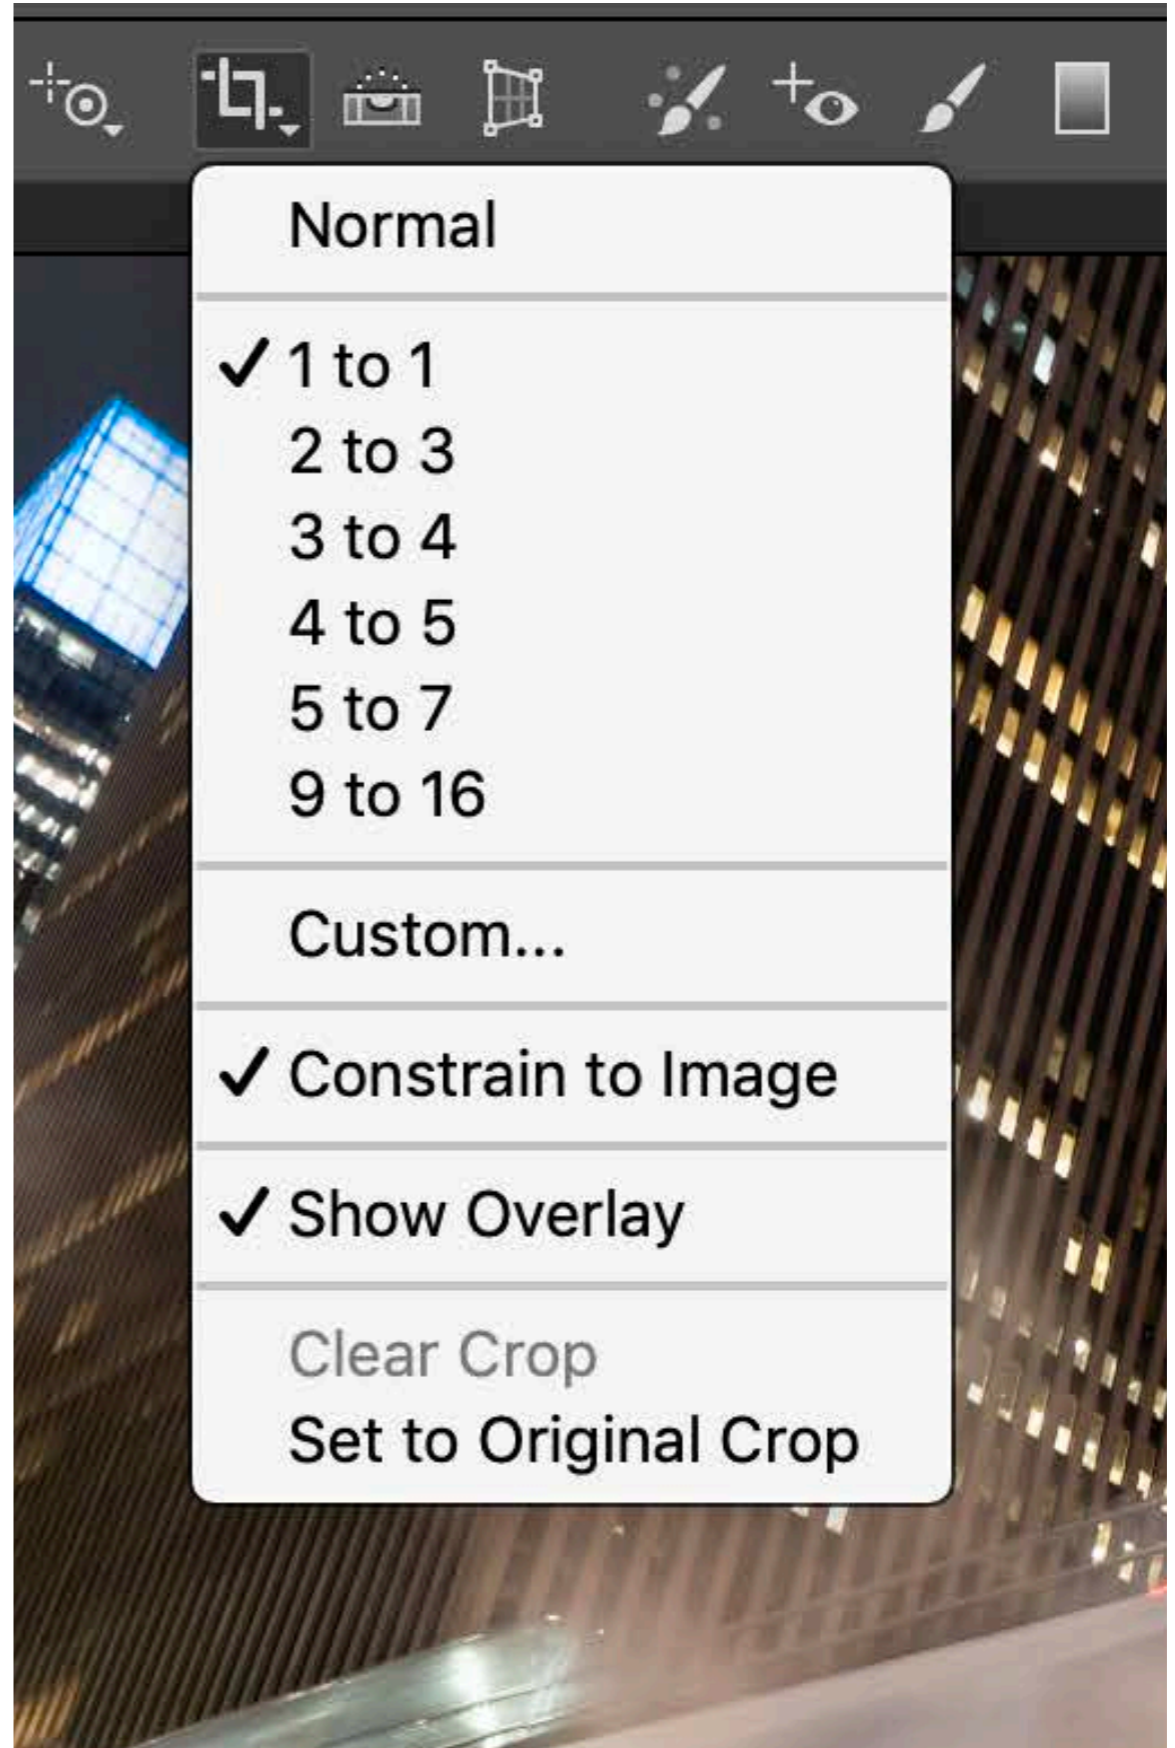 Normal
1 to 1
2 to 3
3 to 4
4 to 5
5 to 7
9 to 16
Custom...
Constrain to Image
Show Overlay
Clear Crop
Set to Original Crop